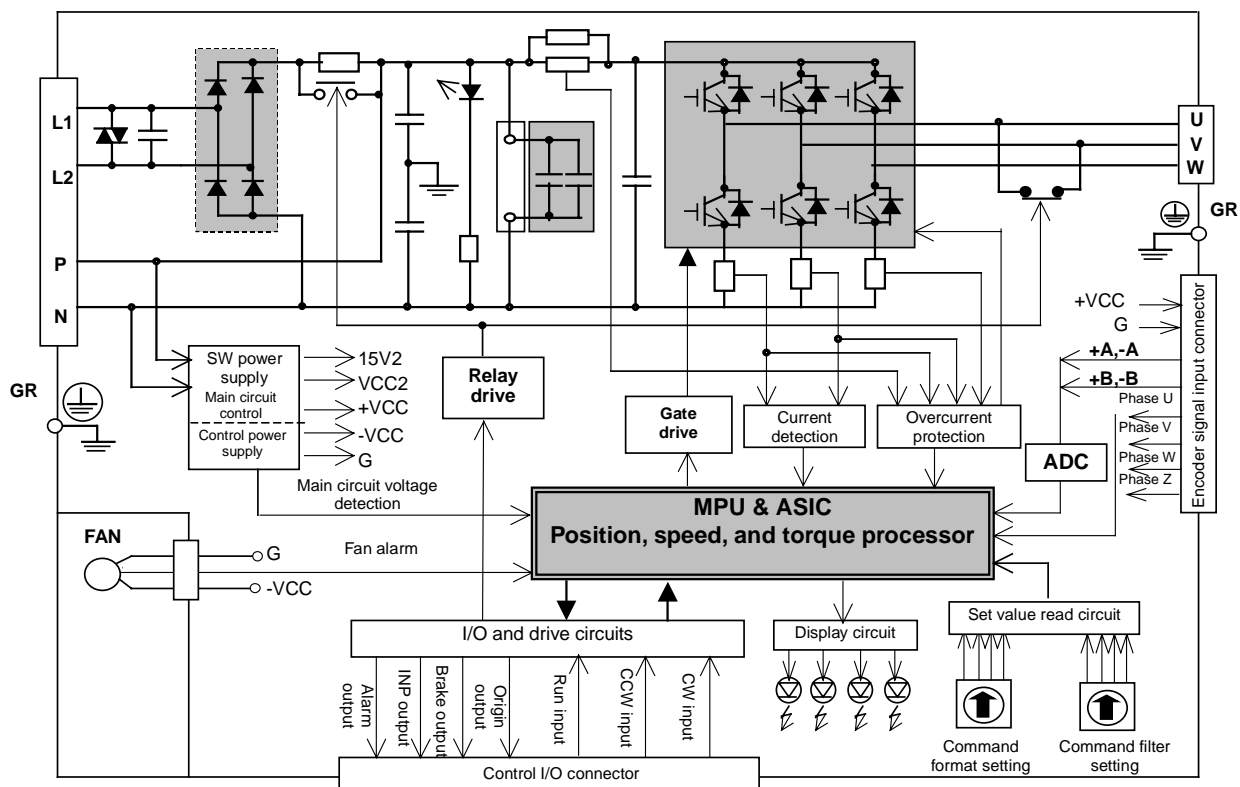 L1
L2
P
N
GR
U
V
W
GR
+VCC
G
+A,-A
+B,-B
Phase U
Phase V
Phase W
Phase Z
Encoder signal input connector
SW power
supply
Main circuit control
Control power
supply
15V2
VCC2
+VCC
-VCC
G
Relay
drive
Gate
drive
Current
detection
Overcurrent
protection
ADC
Main circuit voltage
detection
MPU & ASIC
Position, speed, and torque processor
FAN
G
-VCC
Fan alarm
I/O and drive circuits
Display circuit
Set value read circuit
Alarm
output
INP output
Brake output
Origin
output
Run input
CCW input
CW input
Command
format setting
Command filter
setting
Control I/O connector